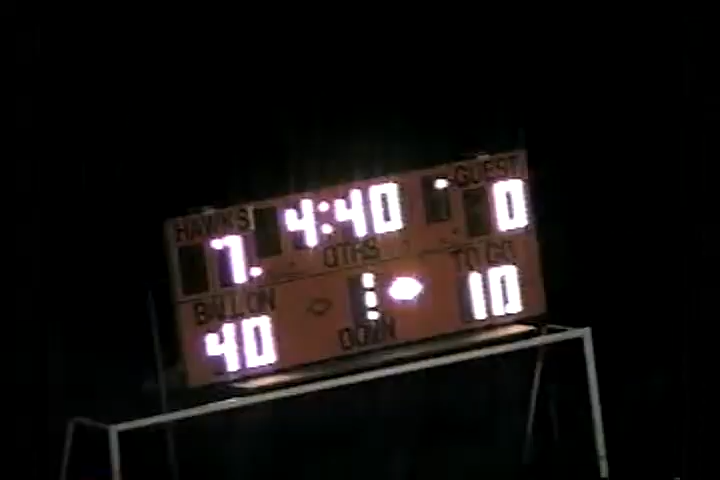 HAWKS 4:40 GUEST
7 0
QTRS
BALL ON TO GO
40 1 10
DOWN